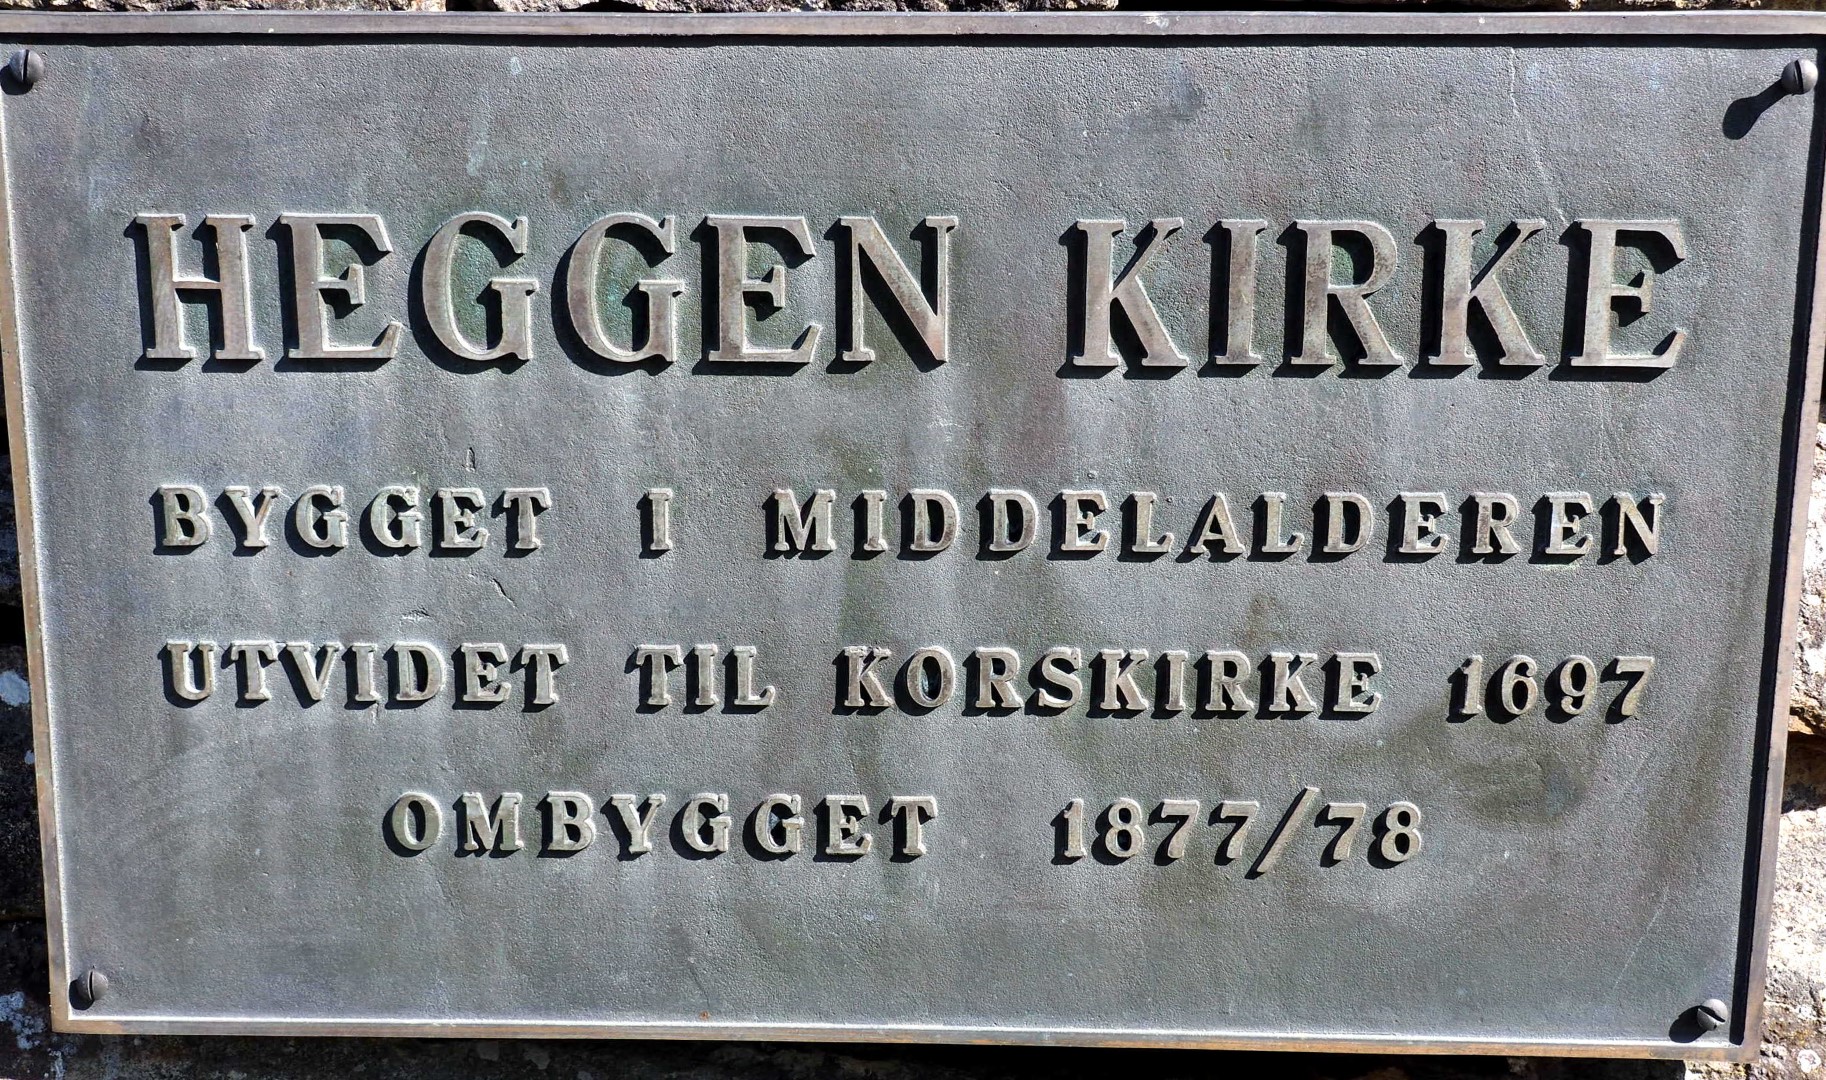 HEGGEN KIRKE
BYGGET I MIDDELALDEREN
UTVIDET TIL KORSKIRKE 1697
OMBYGGET 1877/78